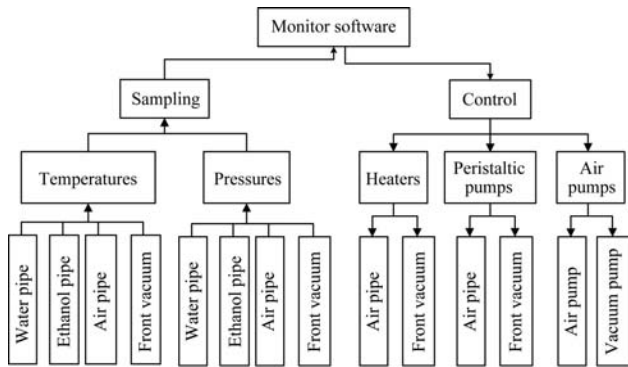 Monitor software
Sampling
Control
Temperatures
Pressures
Heaters
Peristaltic
pumps
Air
pumps
Water pipe
Ethanol pipe
Air pipe
Front vacuum
Water pipe
Ethanol pipe
Air pipe
Front vacuum
Air pipe
Front vacuum
Air pipe
Front vacuum
Air pump
Vacuum pump